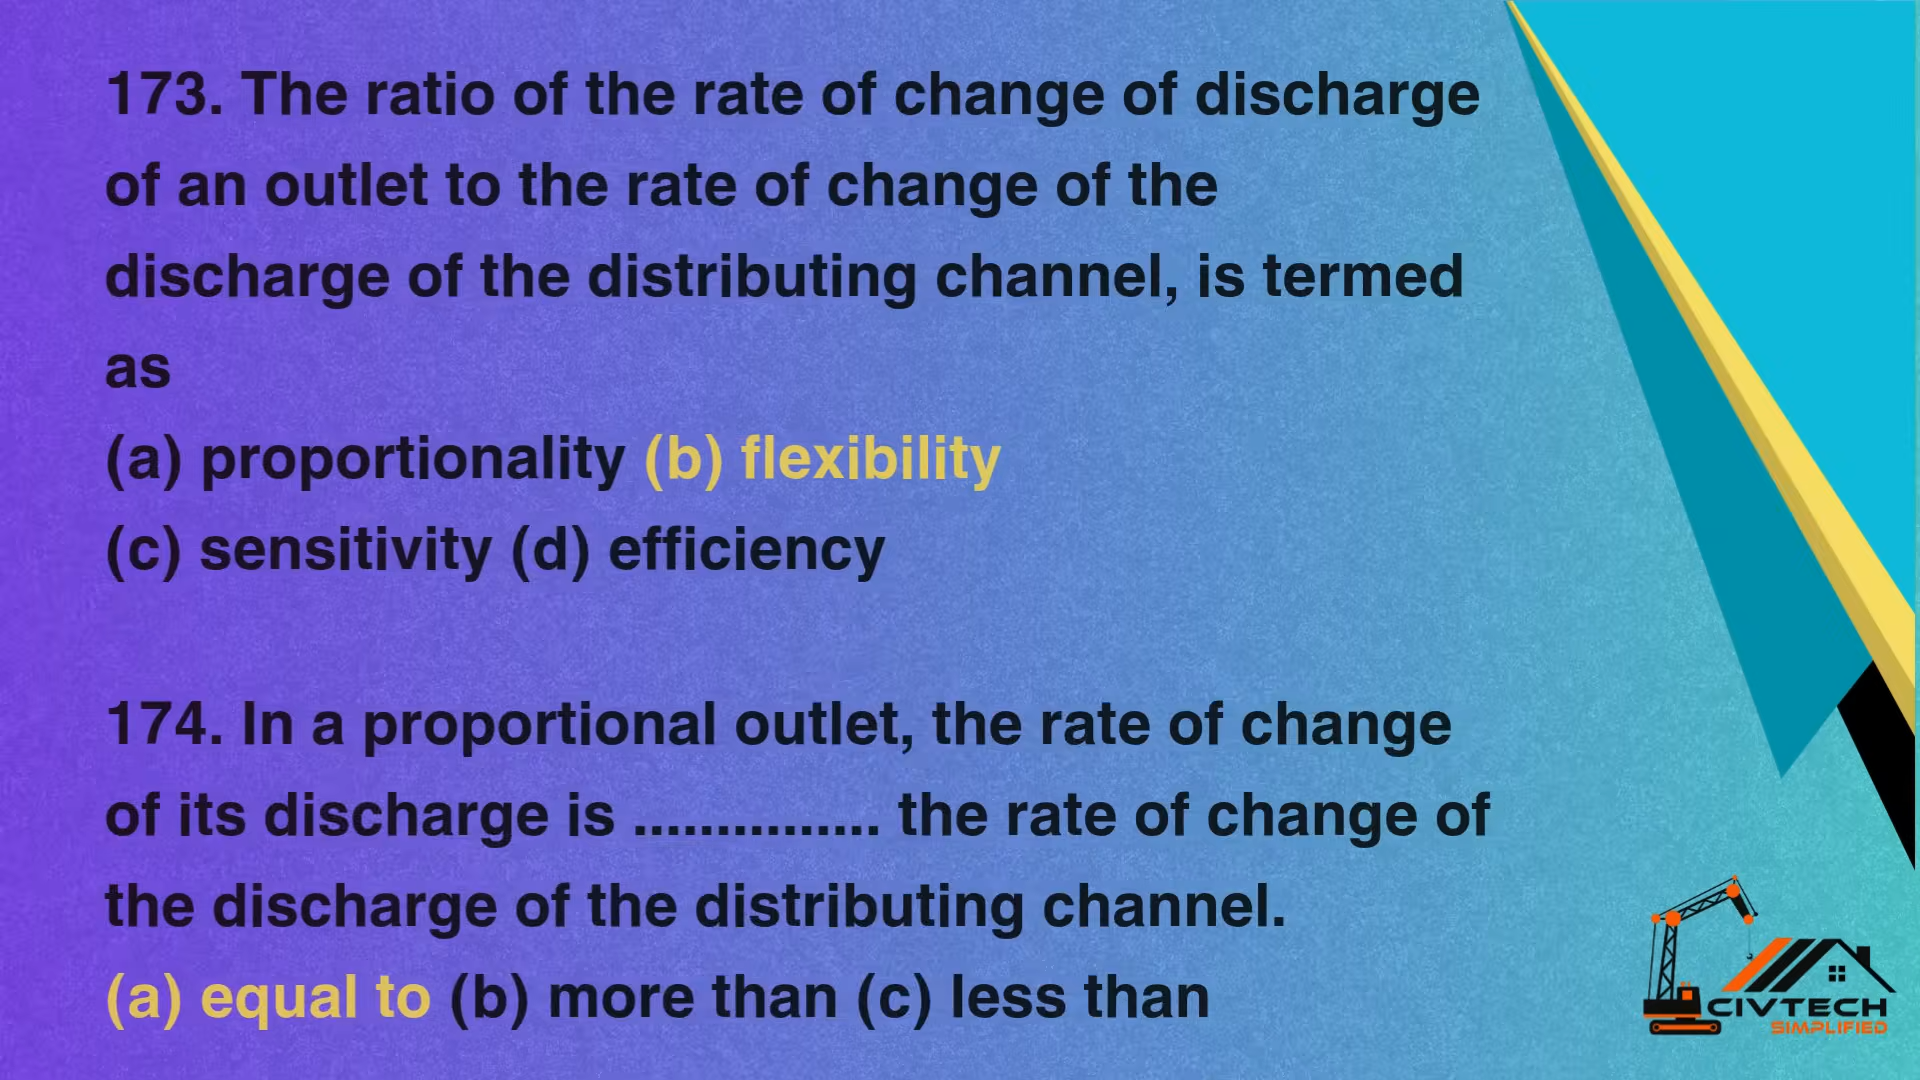 173. The ratio of the rate of change of discharge
of an outlet to the rate of change of the
discharge of the distributing channel, is termed
as
(a) proportionality (b) flexibility
(c) sensitivity (d) efficiency
174. In a proportional outlet, the rate of change
of its discharge is ............... the rate of change of
the discharge of the distributing channel.
(a) equal to (b) more than (c) less than
CIVTECH
SIMPLIFIED